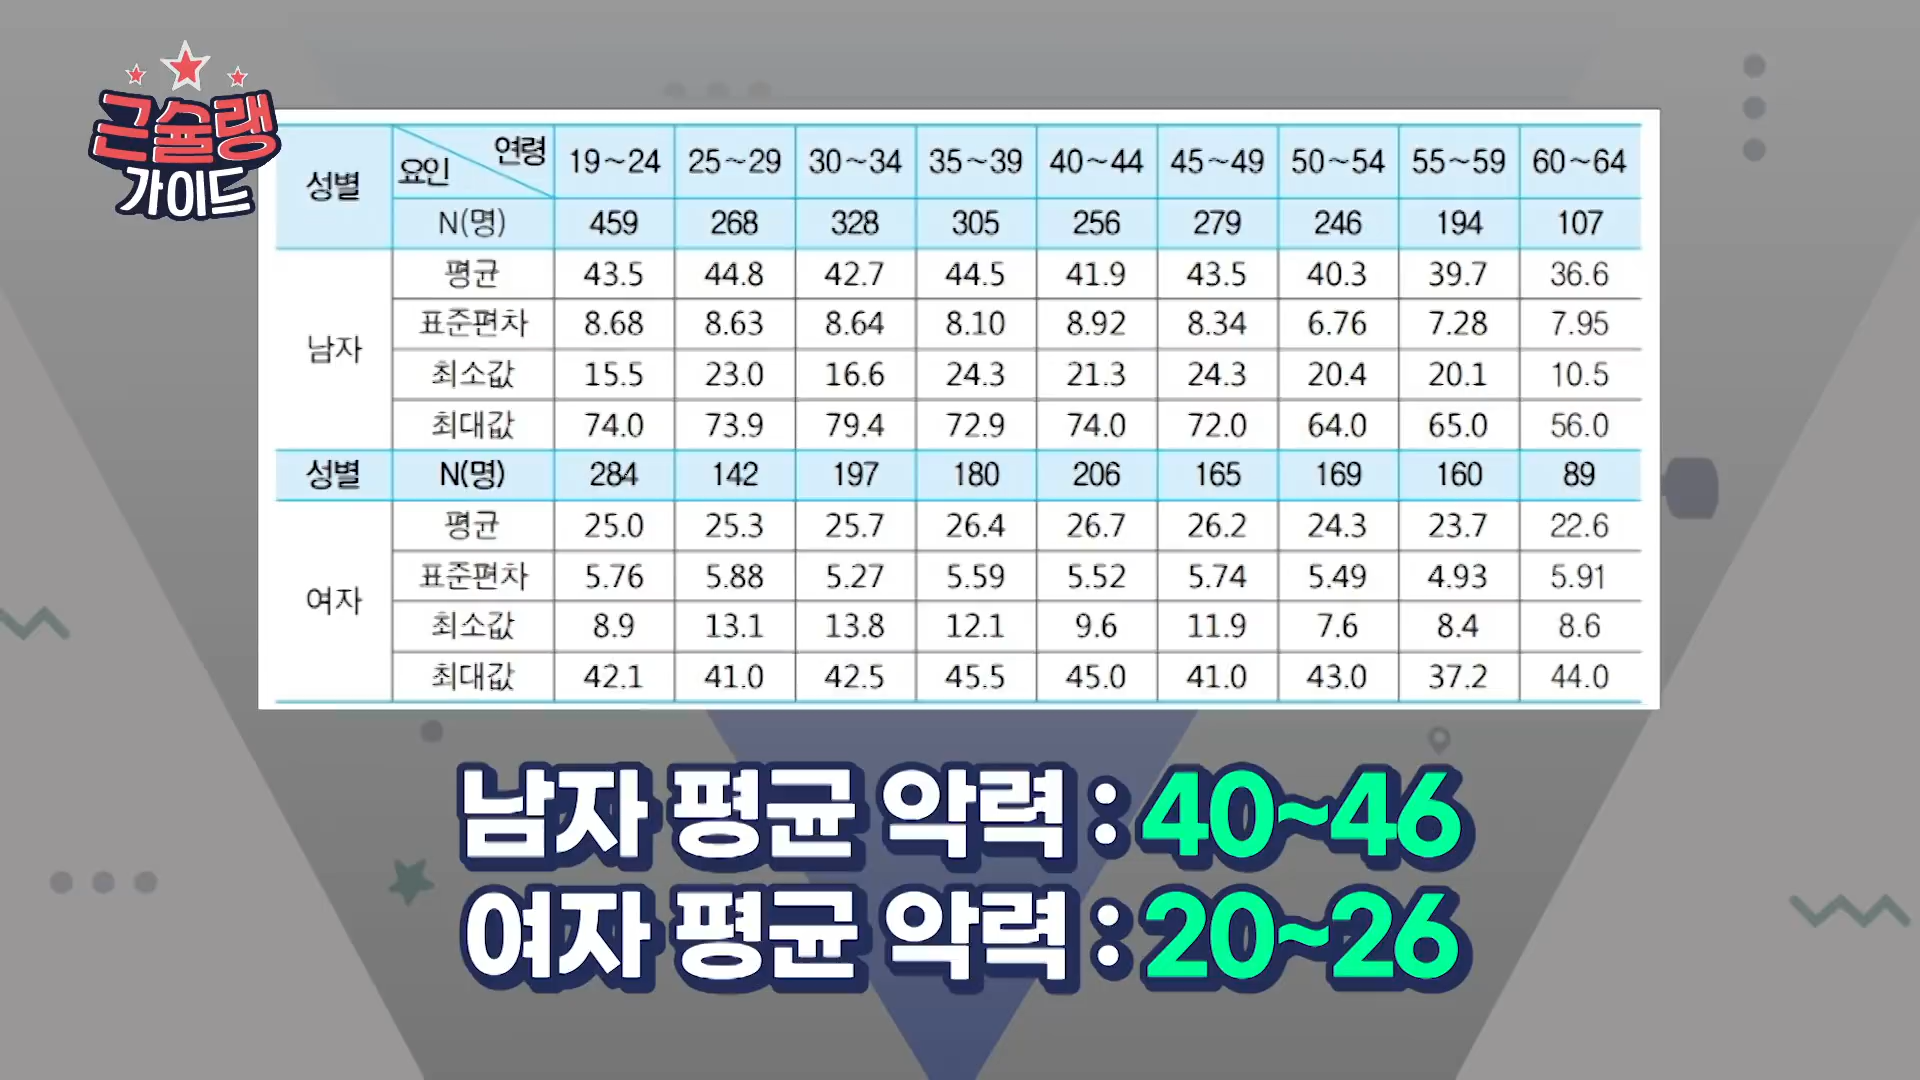 근슐랭
가이드
성별 요인 연령 19~24 25~29 30~34 35~39 40~44 45~49 50~54 55~59 60~64
N(명) 459 268 328 305 256 279 246 194 107
남자 평균 43.5 44.8 42.7 44.5 41.9 43.5 40.3 39.7 36.6
표준편차 8.68 8.63 8.64 8.10 8.92 8.34 6.76 7.28 7.95
최소값 15.5 23.0 16.6 24.3 21.3 24.3 20.4 20.1 10.5
최대값 74.0 73.9 79.4 72.9 74.0 72.0 64.0 65.0 56.0
성별 N(명) 284 142 197 180 206 165 169 160 89
여자 평균 25.0 25.3 25.7 26.4 26.7 26.2 24.3 23.7 22.6
표준편차 5.76 5.88 5.27 5.59 5.52 5.74 5.49 4.93 5.91
최소값 8.9 13.1 13.8 12.1 9.6 11.9 7.6 8.4 8.6
최대값 42.1 41.0 42.5 45.5 45.0 41.0 43.0 37.2 44.0
남자 평균 악력 : 40~46
여자 평균 악력 : 20~26